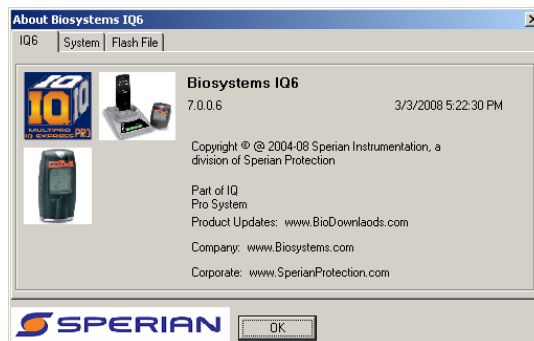 About Biosystems IQ6
IQ6 System Flash File
IQ
IQ
IQ
MULTIPRO
IQ EXPRESS PRO
Biosystems IQ6
7.0.0.6 3/3/2008 5:22:30 PM
Copyright © @ 2004-08 Sperian Instrumentation, a
division of Sperian Protection
Part of IQ
Pro System
Product Updates: www.BioDownlaods.com
Company: www.Biosystems.com
Corporate: www.SperianProtection.com
SPERIAN
OK